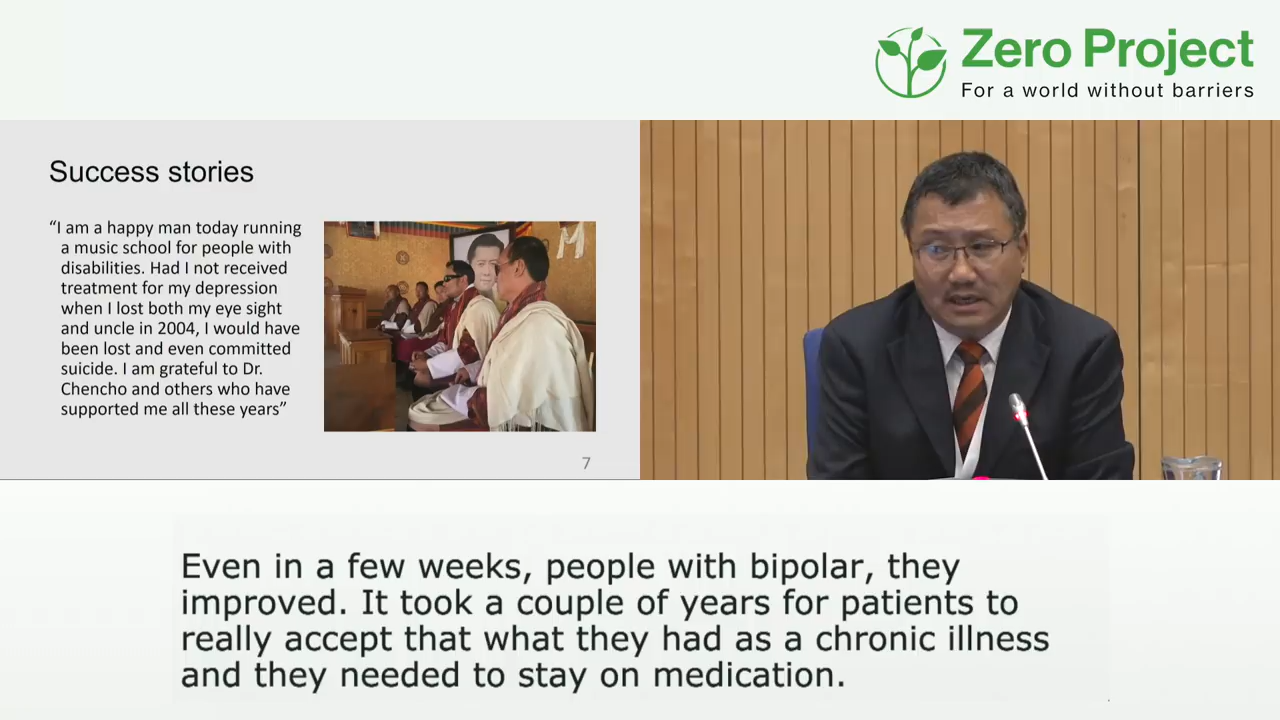 Zero Project
For a world without barriers
Success stories
“I am a happy man today running
a music school for people with
disabilities. Had I not received
treatment for my depression
when I lost both my eye sight
and uncle in 2004, I would have
been lost and even committed
suicide. I am grateful to Dr.
Chencho and others who have
supported me all these years”
7
Even in a few weeks, people with bipolar, they
improved. It took a couple of years for patients to
really accept that what they had as a chronic illness
and they needed to stay on medication.